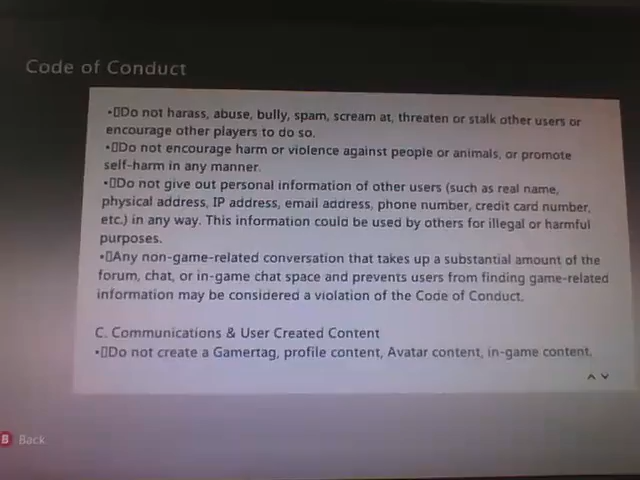 Code of Conduct
•▯Do not harass, abuse, bully, spam, scream at, threaten or stalk other users or
encourage other players to do so.
•▯Do not encourage harm or violence against people or animals, or promote
self-harm in any manner.
•▯Do not give out personal information of other users (such as real name,
physical address, IP address, email address, phone number, credit card number,
etc.) in any way. This information could be used by others for illegal or harmful
purposes.
•▯Any non-game-related conversation that takes up a substantial amount of the
forum, chat, or in-game chat space and prevents users from finding game-related
information may be considered a violation of the Code of Conduct.
C. Communications & User Created Content
•▯Do not create a Gamertag, profile content, Avatar content, in-game content,
B Back